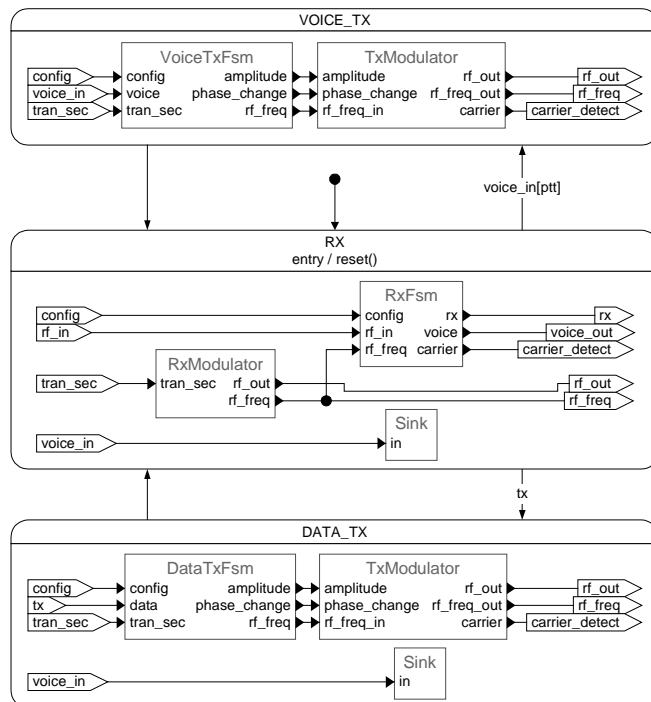 VOICE_TX
VoiceTxFsm TxModulator
config config amplitude amplitude rf_out rf_out
voice_in voice phase_change phase_change rf_freq_out rf_freq
tran_sec tran_sec rf_freq rf_freq_in carrier carrier_detect
voice_in[ptt]
RX
entry / reset()
RxFsm
config config rx rx
rf_in rf_in voice voice_out
rf_freq carrier carrier_detect
RxModulator
tran_sec tran_sec rf_out rf_out
rf_freq rf_freq
Sink
voice_in in
tx
DATA_TX
DataTxFsm TxModulator
config config amplitude amplitude rf_out rf_out
tx data phase_change phase_change rf_freq_out rf_freq
tran_sec tran_sec rf_freq rf_freq_in carrier carrier_detect
Sink
voice_in in